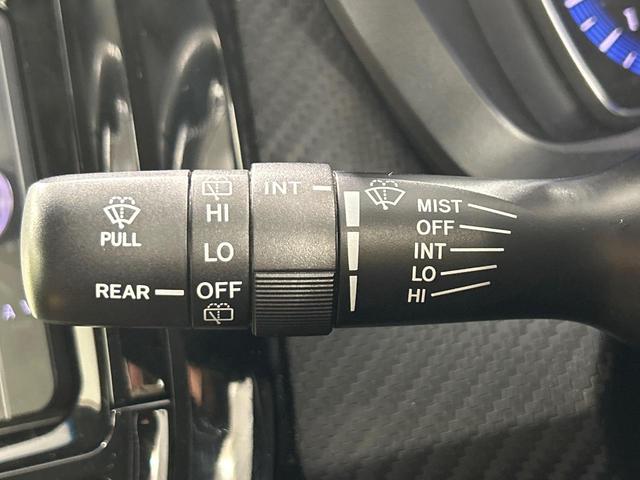 PULL
REAR
HI
LO
OFF
INT
MIST
OFF
INT
LO
HI